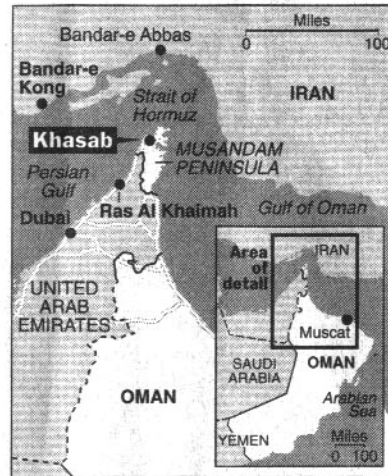 Miles
0 100
Bandar-e Abbas
Bandar-e
Kong
IRAN
Strait of
Hormuz
Khasab
MUSANDAM
PENINSULA
Persian
Gulf
Ras Al Khaimah
Gulf of Oman
Dubai
UNITED
ARAB
EMIRATES
OMAN
Area
of
detail
IRAN
Muscat
SAUDI
ARABIA
OMAN
Arabian
Sea
YEMEN
Miles
0 100